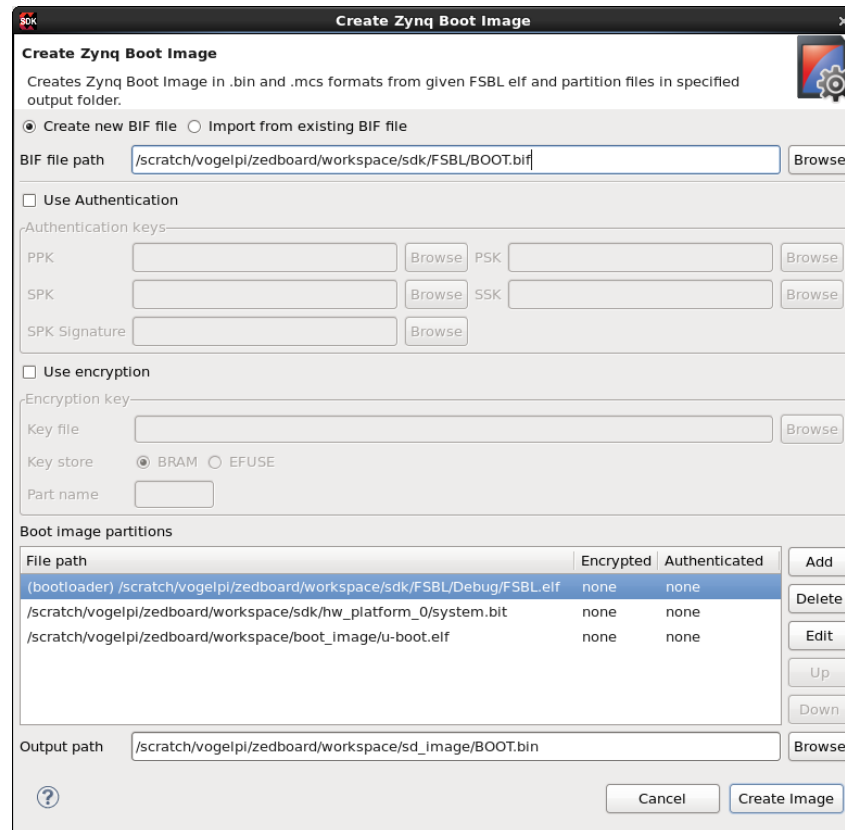 SDK Create Zynq Boot Image
Create Zynq Boot Image
Creates Zynq Boot Image in .bin and .mcs formats from given FSBL elf and partition files in specified
output folder.
Create new BIF file Import from existing BIF file
BIF file path /scratch/vogelpi/zedboard/workspace/sdk/FSBL/BOOT.bif Browse
Use Authentication
Authentication keys
PPK Browse PSK Browse
SPK Browse SSK Browse
SPK Signature Browse
Use encryption
Encryption key
Key file Browse
Key store BRAM EFUSE
Part name
Boot image partitions
File path Encrypted Authenticated Add
(bootloader) /scratch/vogelpi/zedboard/workspace/sdk/FSBL/Debug/FSBL.elf none none
Delete
/scratch/vogelpi/zedboard/workspace/sdk/hw_platform_0/system.bit none none
/scratch/vogelpi/zedboard/workspace/boot_image/u-boot.elf none none Edit
Up
Down
Output path /scratch/vogelpi/zedboard/workspace/sd_image/BOOT.bin Browse
? Cancel Create Image